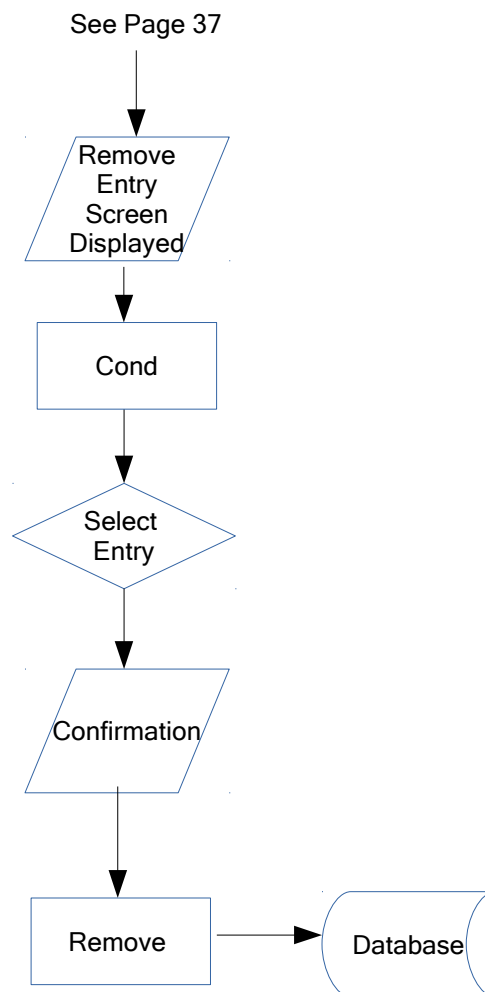 See Page 37
Remove
Entry
Screen
Displayed
Cond
Select
Entry
Confirmation
Remove
Database